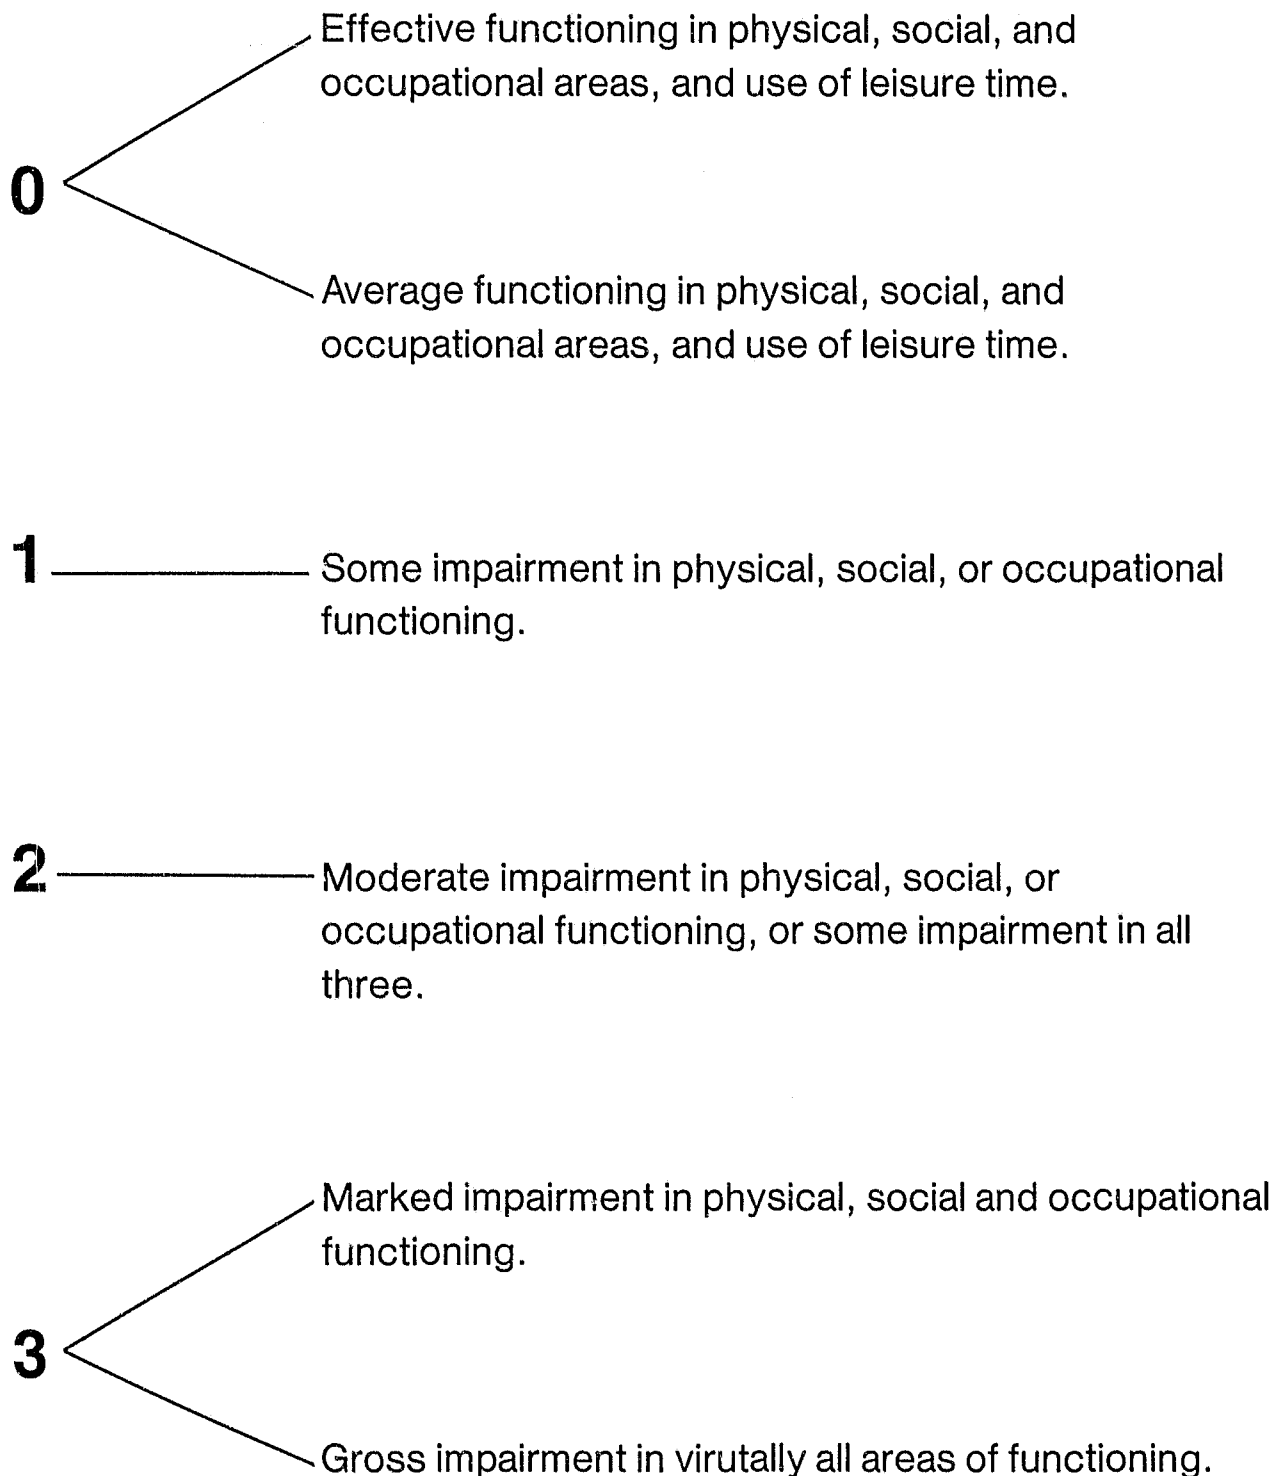 Effective functioning in physical, social, and
occupational areas, and use of leisure time.
0
Average functioning in physical, social, and
occupational areas, and use of leisure time.
1 Some impairment in physical, social, or occupational
functioning.
2 Moderate impairment in physical, social, or
occupational functioning, or some impairment in all
three.
Marked impairment in physical, social and occupational
functioning.
3
Gross impairment in virutally all areas of functioning.